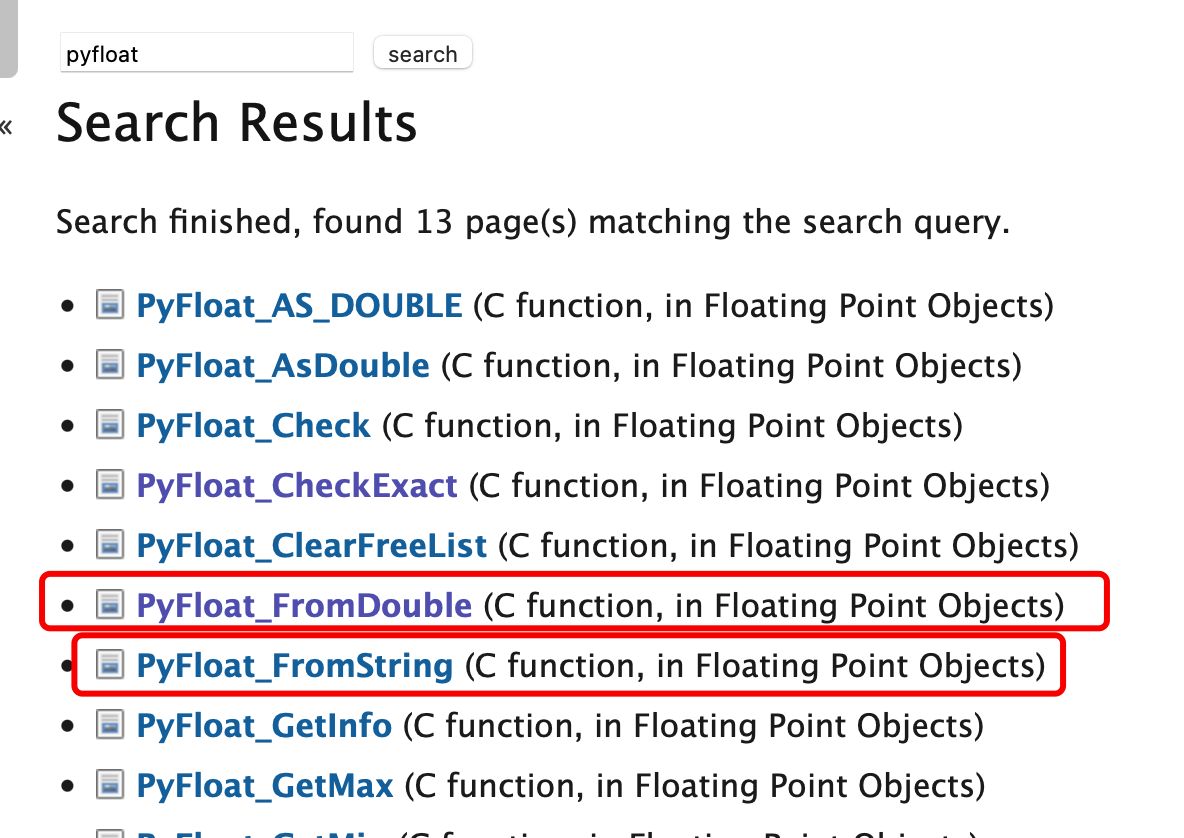 pyfloat search
«
Search Results
Search finished, found 13 page(s) matching the search query.
PyFloat_AS_DOUBLE (C function, in Floating Point Objects)
PyFloat_AsDouble (C function, in Floating Point Objects)
PyFloat_Check (C function, in Floating Point Objects)
PyFloat_CheckExact (C function, in Floating Point Objects)
PyFloat_ClearFreeList (C function, in Floating Point Objects)
PyFloat_FromDouble (C function, in Floating Point Objects)
PyFloat_FromString (C function, in Floating Point Objects)
PyFloat_GetInfo (C function, in Floating Point Objects)
PyFloat_GetMax (C function, in Floating Point Objects)